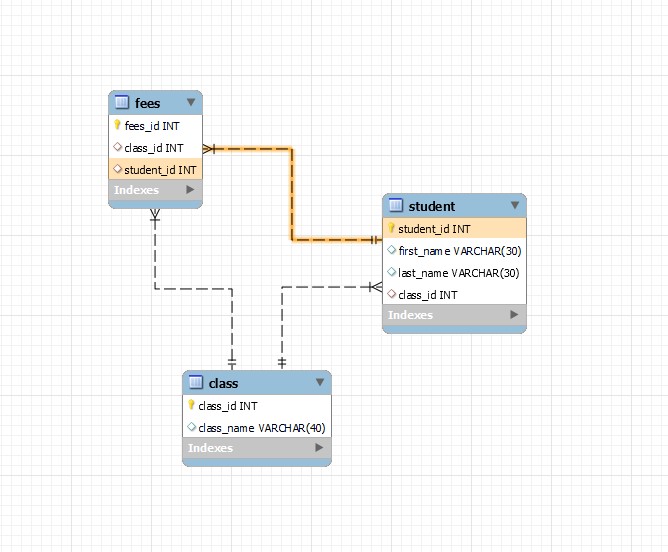 fees
fees_id INT
class_id INT
student_id INT
Indexes
student
student_id INT
first_name VARCHAR(30)
last_name VARCHAR(30)
class_id INT
Indexes
class
class_id INT
class_name VARCHAR(40)
Indexes